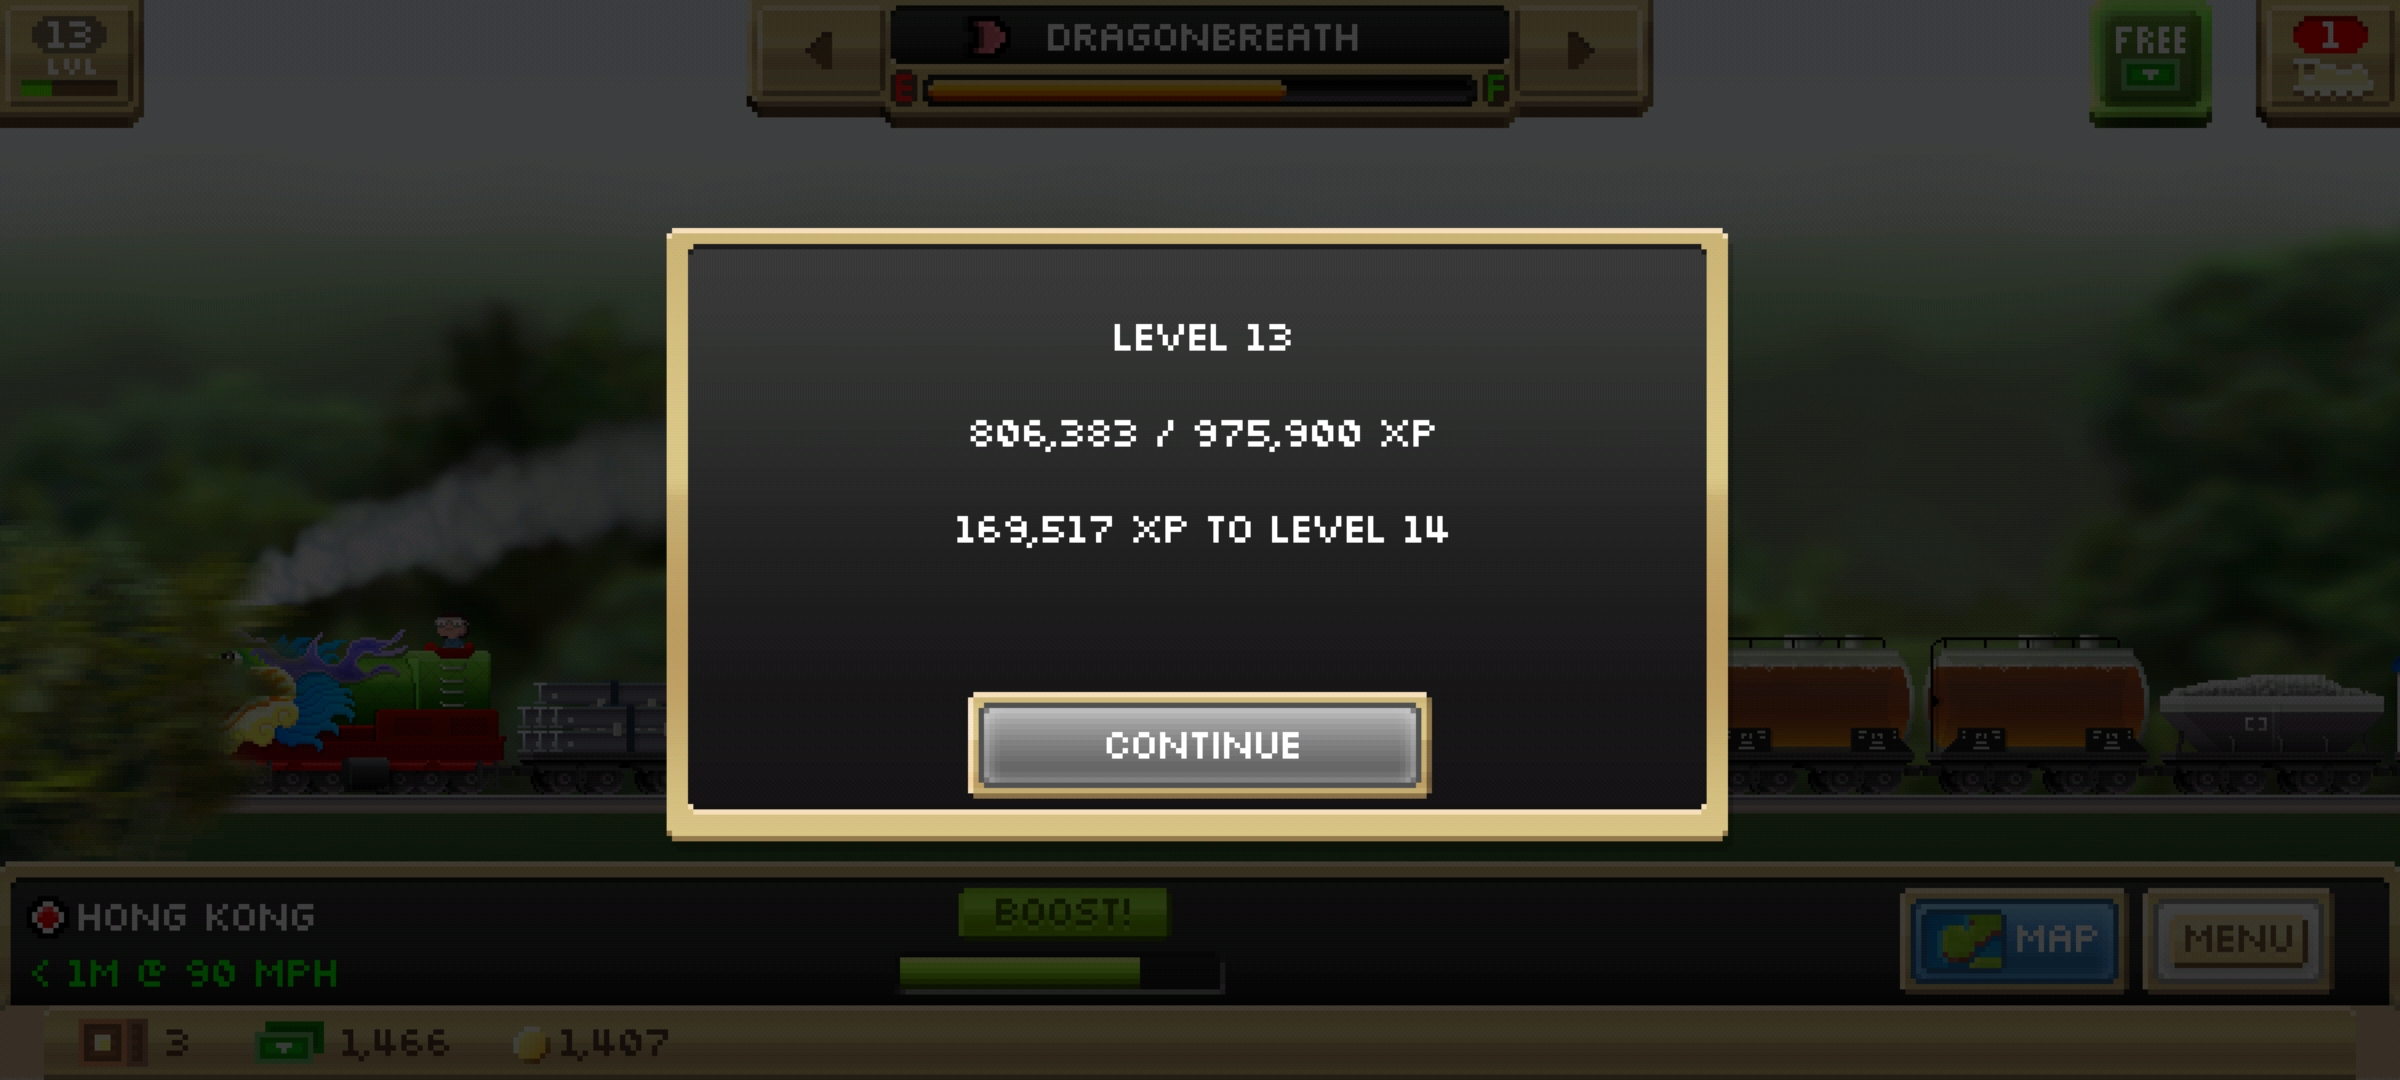 13
LVL
DRAGONBREATH
E F
FREE
1
LEVEL 13
806,383 / 975,900 XP
169,517 XP TO LEVEL 14
CONTINUE
HONG KONG
< 1M @ 90 MPH
BOOST!
MAP
MENU
3 1,466 1,407